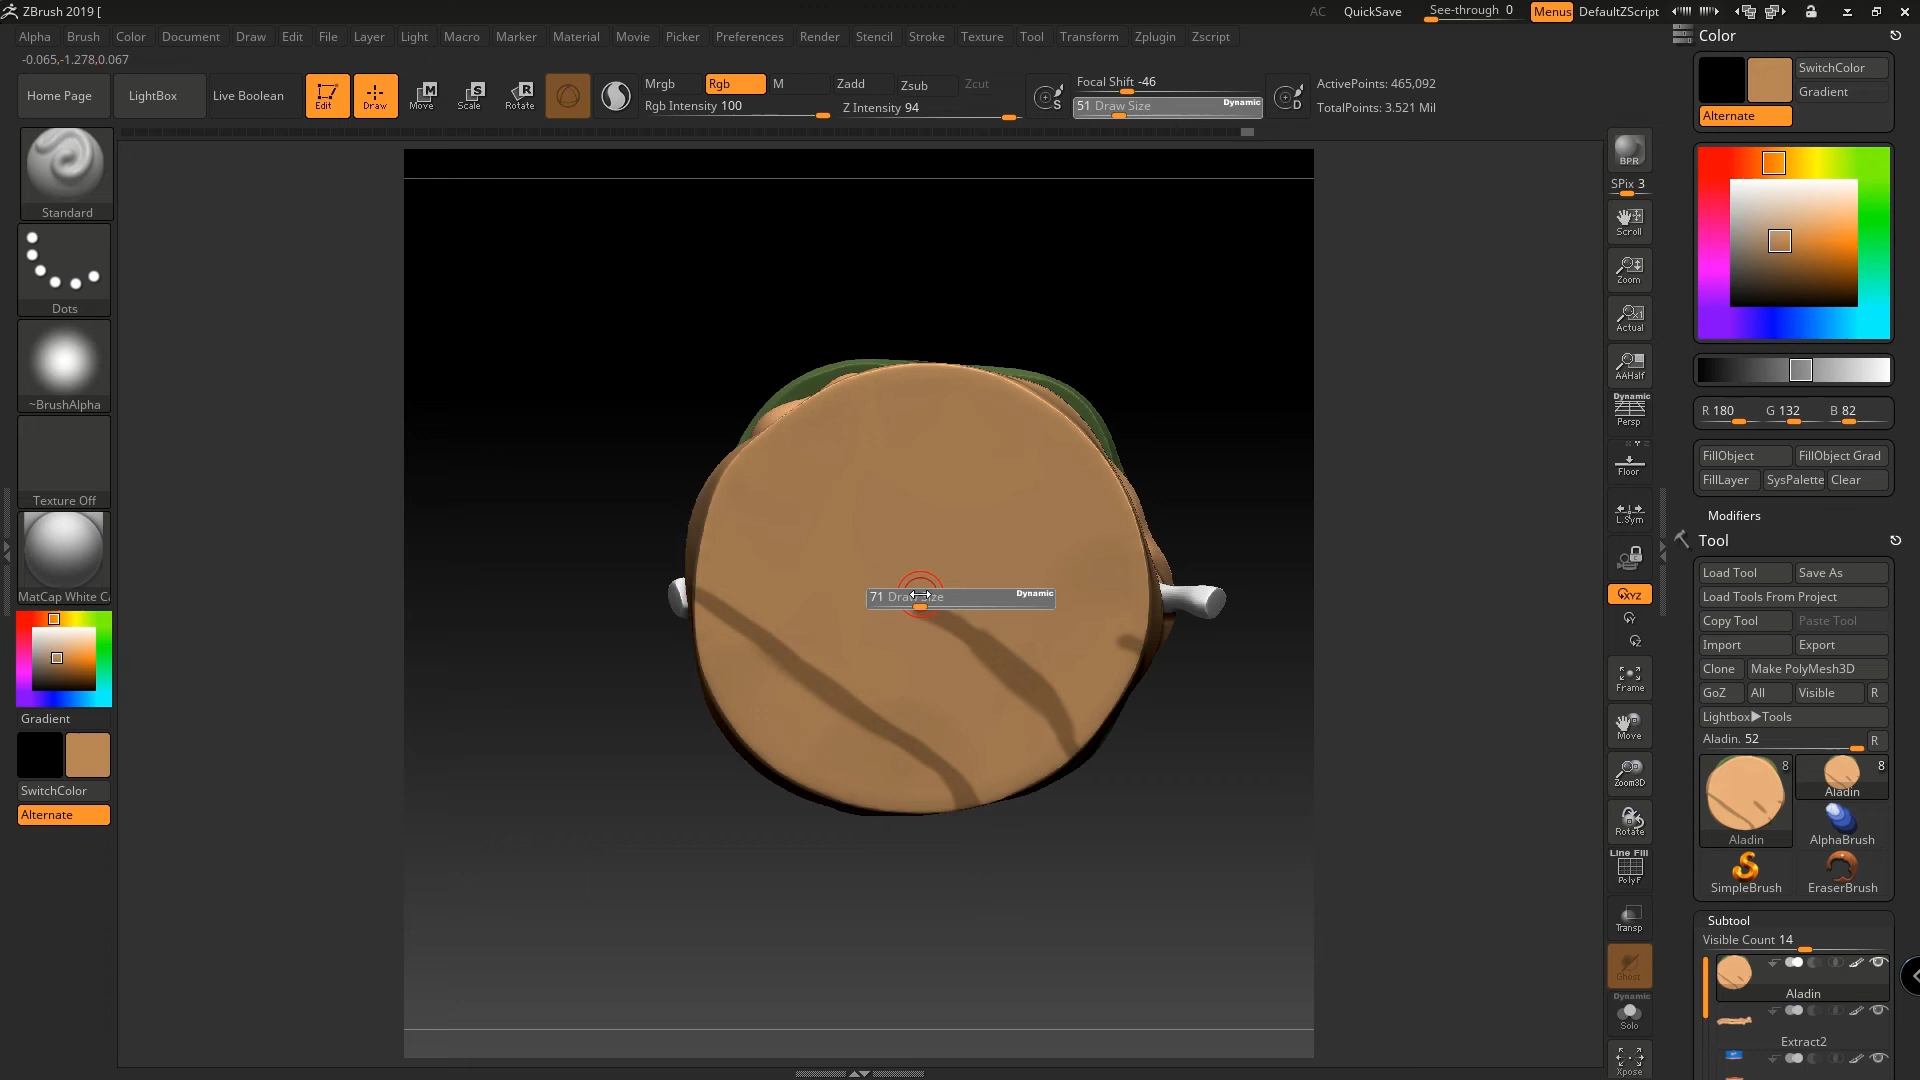 ZBrush 2019 [
AC QuickSave See-through 0 Menus DefaultZScript
Alpha Brush Color Document Draw Edit File Layer Light Macro Marker Material Movie Picker Preferences Render Stencil Stroke Texture Tool Transform Zplugin Zscript
-0.065,-1.278,0.067
Home Page LightBox Live Boolean Edit Draw Move Scale Rotate
Mrgb Rgb M Zadd Zsub Zcut
Rgb Intensity 100 Z Intensity 94
S
Focal Shift -46
51 Draw Size Dynamic
D
ActivePoints: 465,092
TotalPoints: 3.521 Mil
Standard
Dots
~BrushAlpha
Texture Off
MatCap White C
Gradient
SwitchColor
Alternate
71 Draw Size Dynamic
BPR
SPix 3
Scroll
Zoom
Actual
AAHalf
Dynamic
Persp
Floor
L.Sym
XYZ
Y
Z
Frame
Move
Zoom3D
Rotate
Line Fill
PolyF
Transp
Ghost
Dynamic
Solo
Xpose
Color
SwitchColor
Gradient
Alternate
R 180 G 132 B 82
FillObject FillObject Grad
FillLayer SysPalette Clear
Modifiers
Tool
Load Tool Save As
Load Tools From Project
Copy Tool Paste Tool
Import Export
Clone Make PolyMesh3D
GoZ All Visible R
Lightbox▶Tools
Aladin. 52 R
8 8
Aladin
Aladin AlphaBrush
SimpleBrush EraserBrush
Subtool
Visible Count 14
Aladin
Extract2